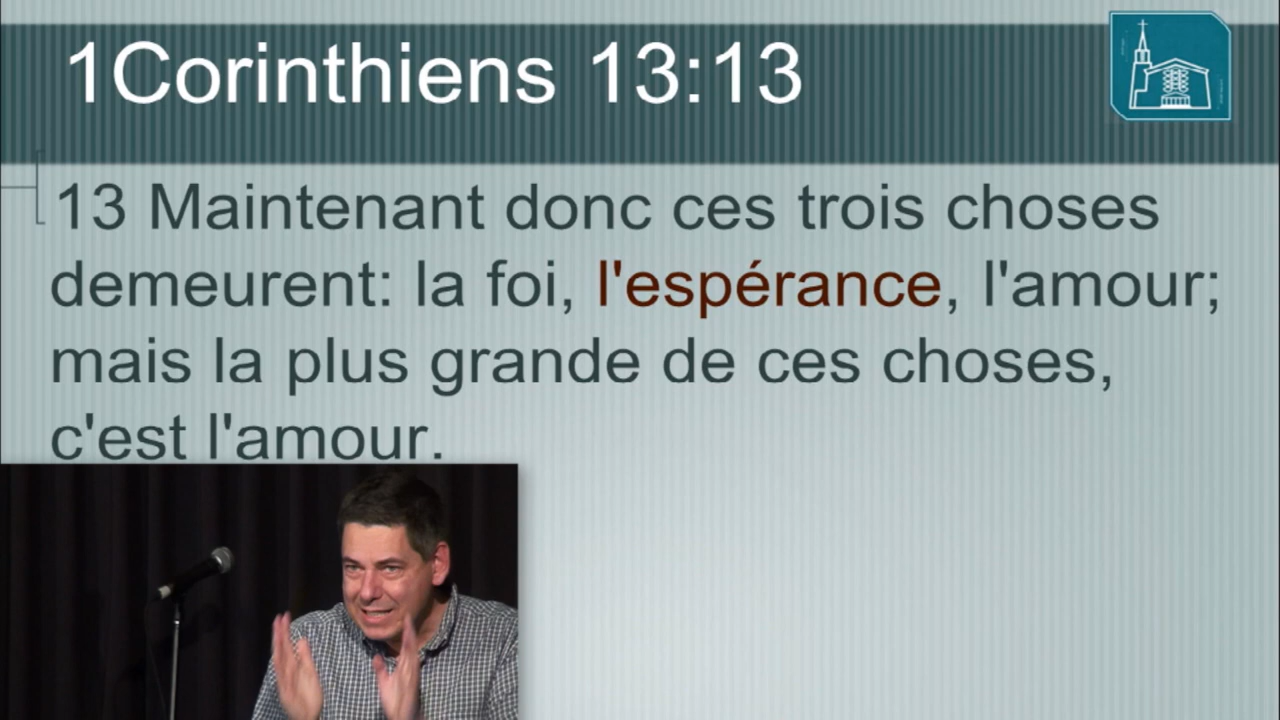 1Corinthiens 13:13
13 Maintenant donc ces trois choses
demeurent: la foi, l'espérance, l'amour;
mais la plus grande de ces choses,
c'est l'amour.